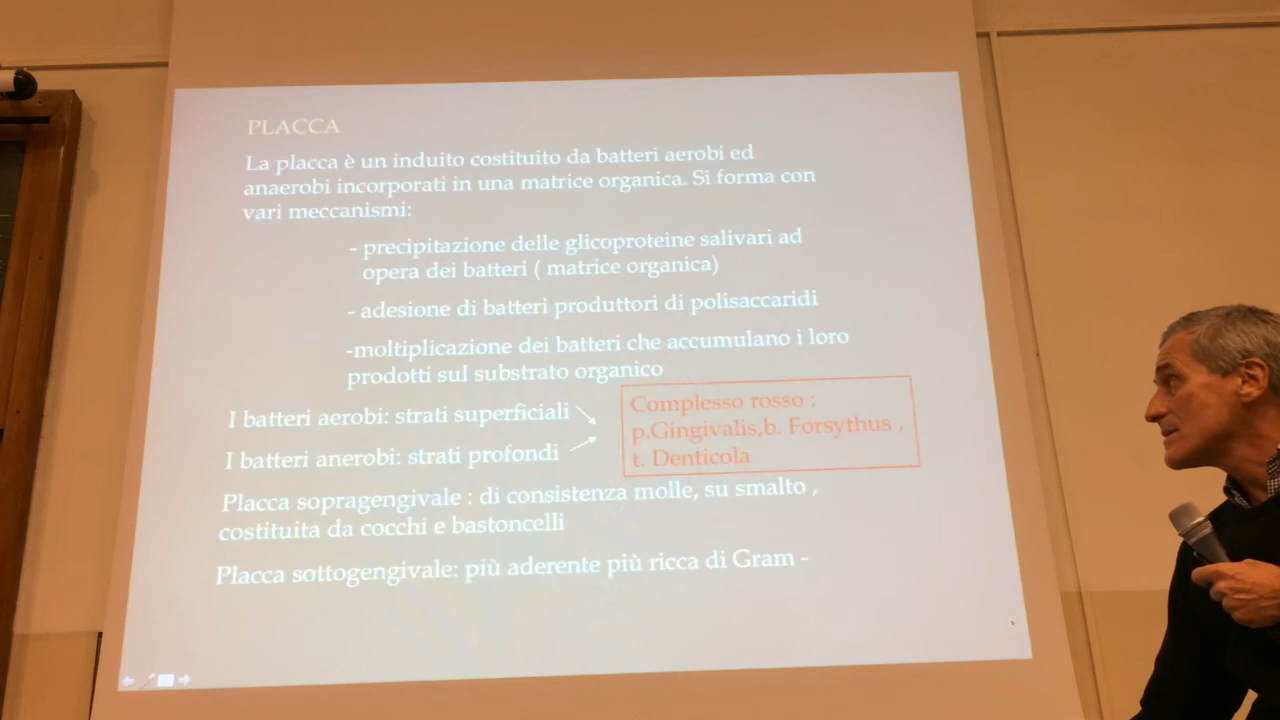 PLACCA
La placca è un induito costituito da batteri aerobi ed
anaerobi incorporati in una matrice organica. Si forma con
vari meccanismi:
- precipitazione delle glicoproteine salivari ad
opera dei batteri ( matrice organica)
- adesione di batteri produttori di polisaccaridi
-moltiplicazione dei batteri che accumulano i loro
prodotti sul substrato organico
I batteri aerobi: strati superficiali
I batteri anerobi: strati profondi
Complesso rosso :
p.Gingivalis,b. Forsythus ,
t. Denticola
Placca sopragengivale : di consistenza molle, su smalto ,
costituita da cocchi e bastoncelli
Placca sottogengivale: più aderente più ricca di Gram -